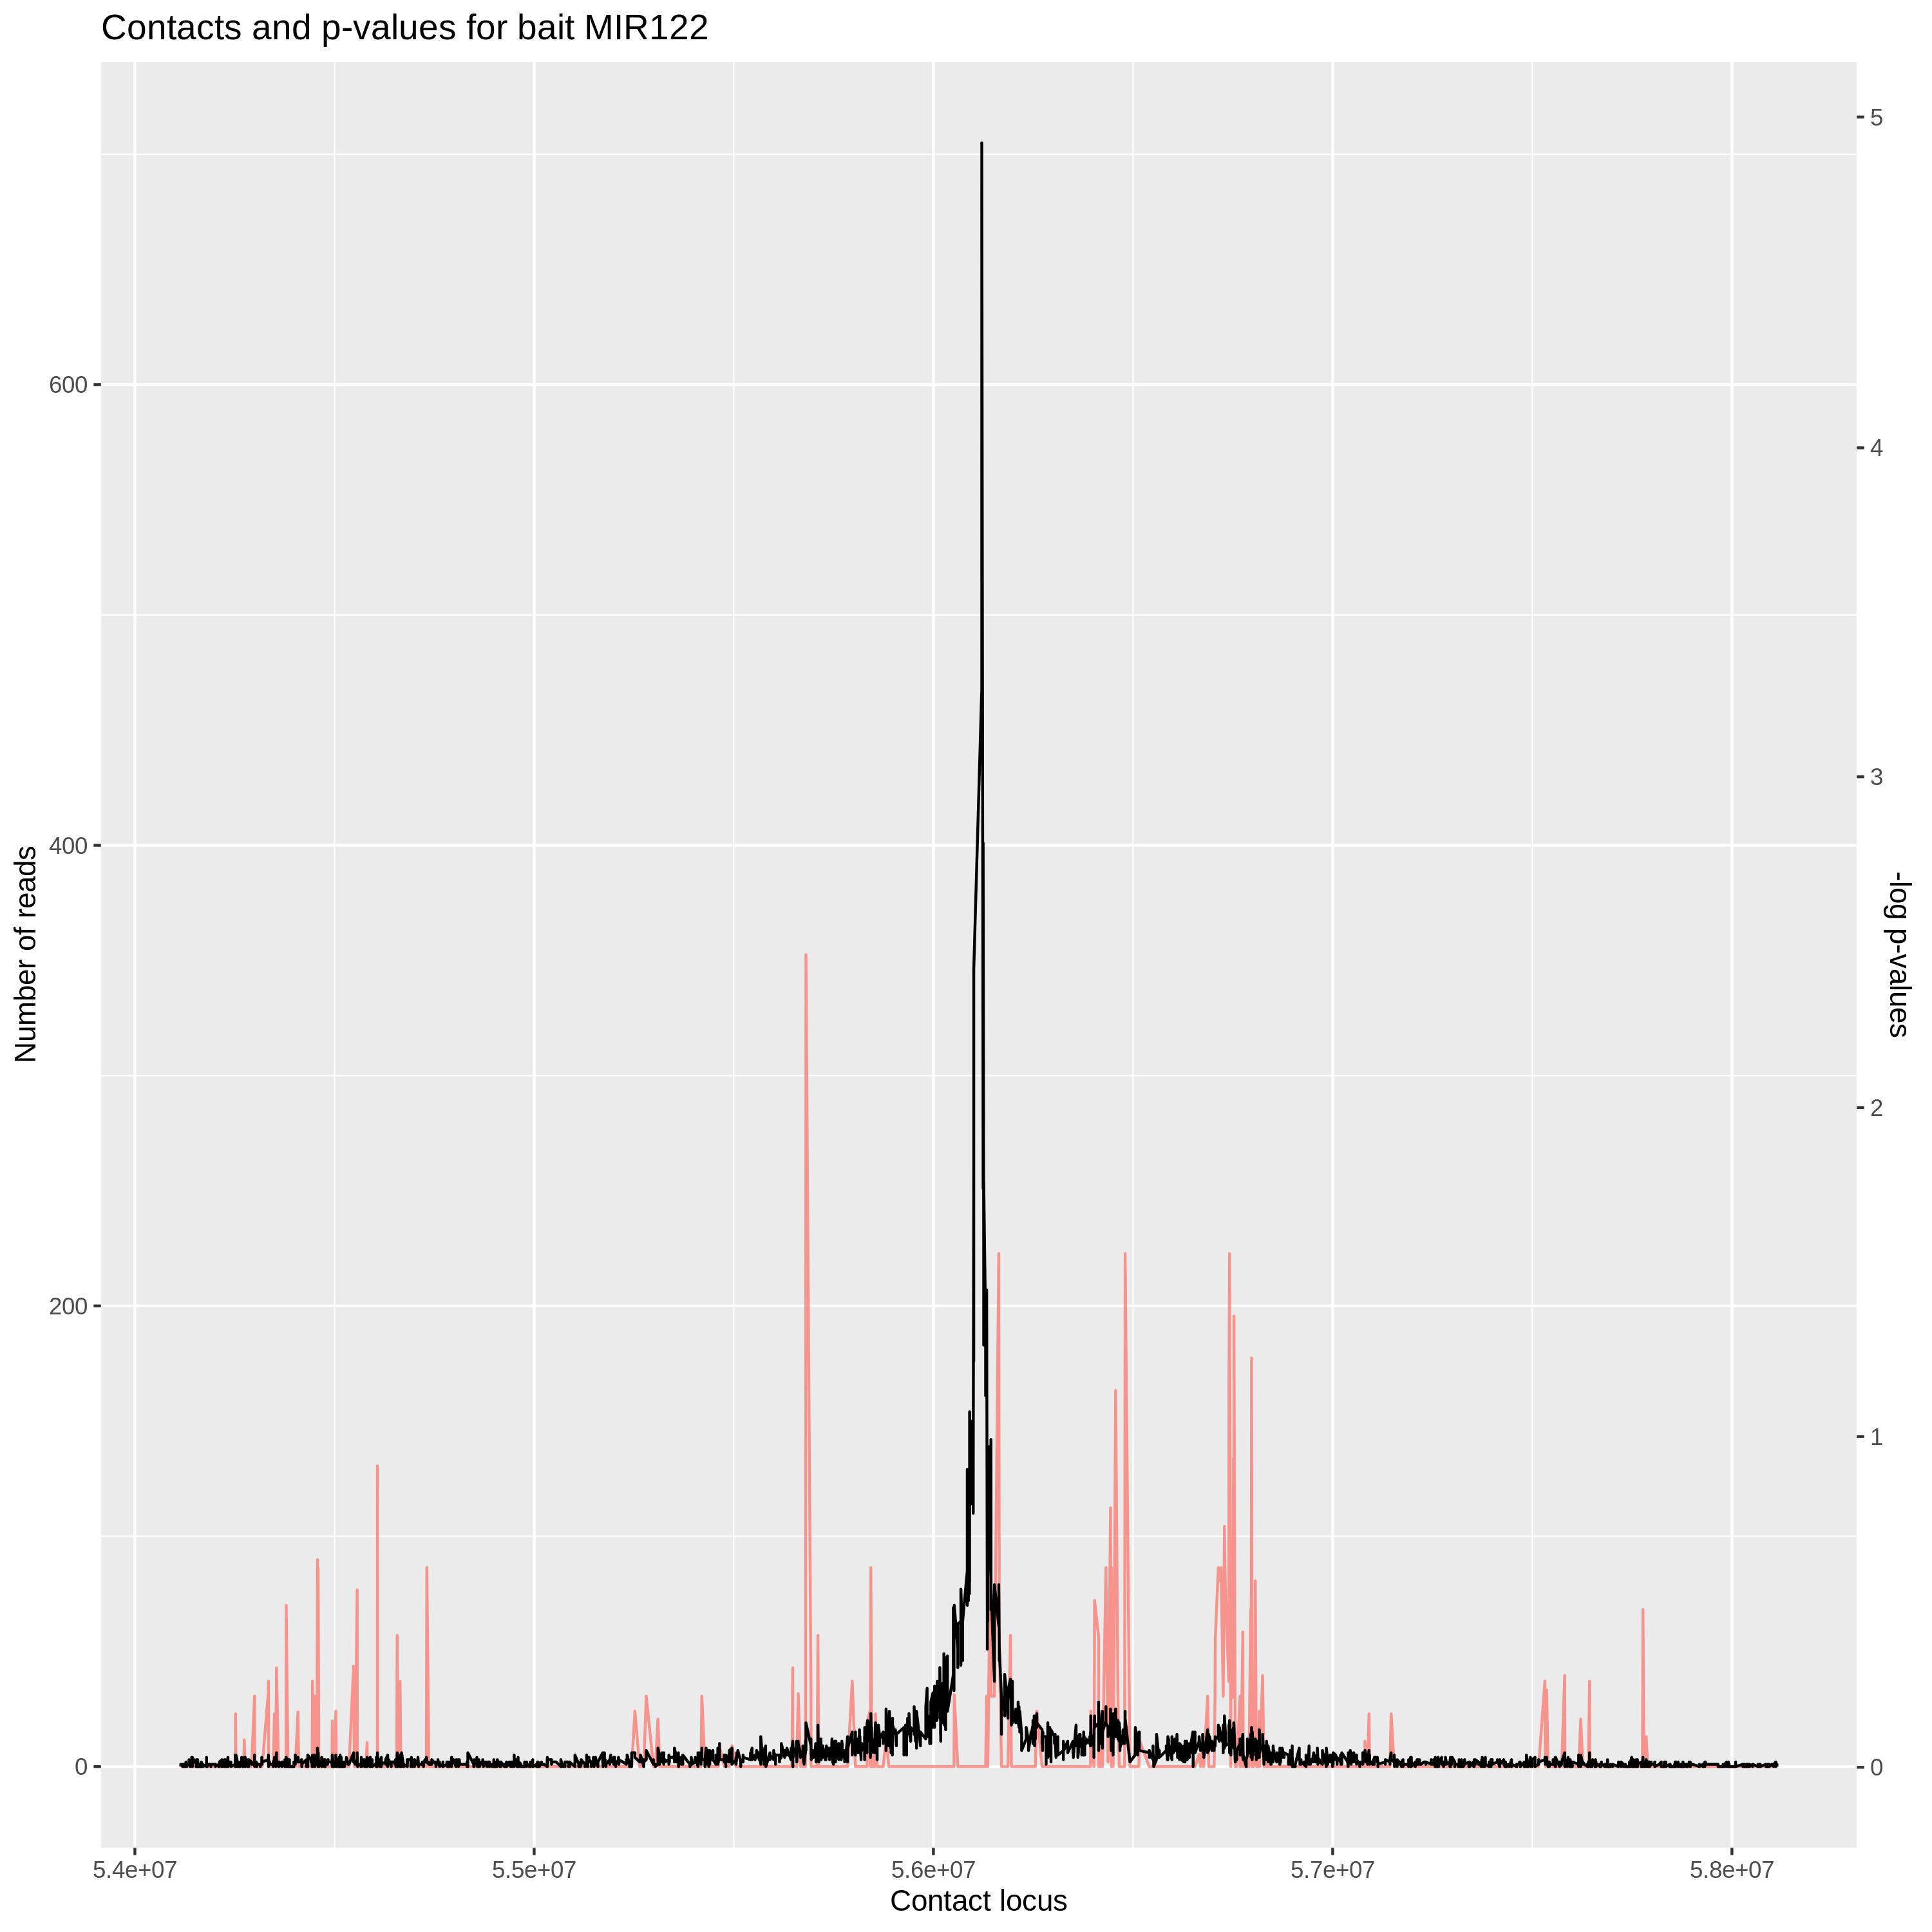 Contacts and p-values for bait MIR122
5
600
4
3
400
Number of reads
-log p-values
2
200
1
0
0
5.4e+07
5.5e+07
5.6e+07
5.7e+07
5.8e+07
Contact locus